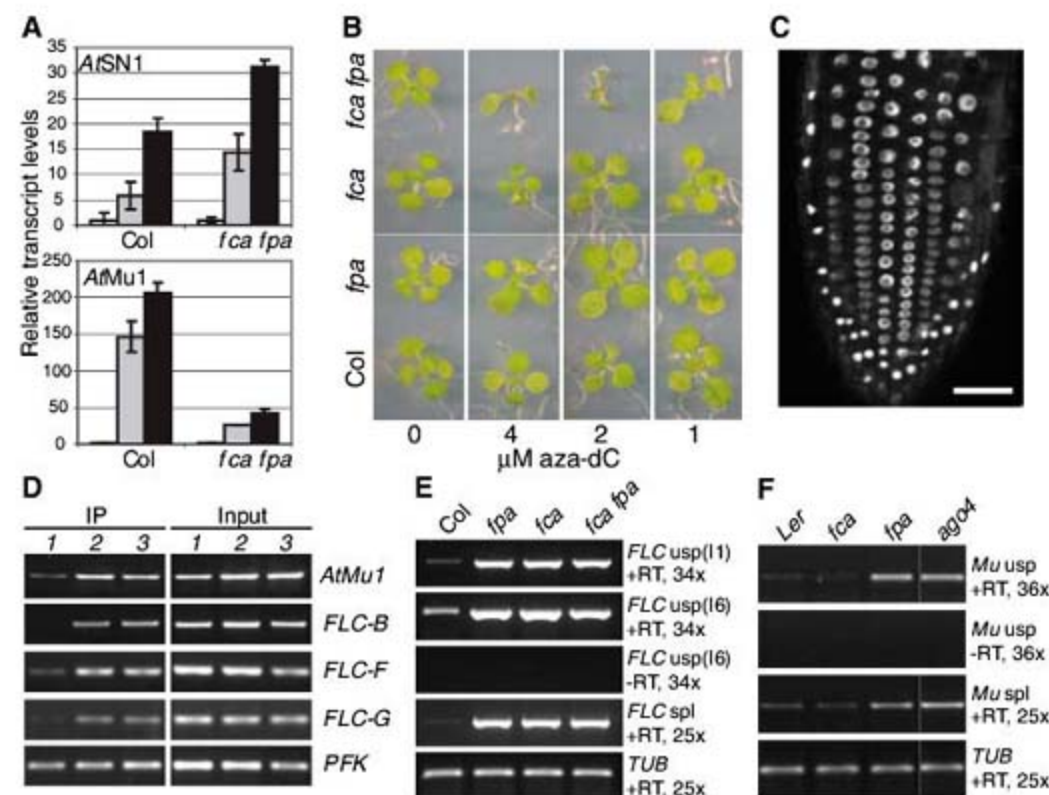 A
AtSN1
35
30
25
20
15
10
5
0
Col fca fpa
Relative transcript levels
AtMu1
250
200
150
100
50
0
Col fca fpa
B
fca fpa
fca
fpa
Col
0 4 2 1
μM aza-dC
C
D
IP Input
1 2 3 1 2 3
AtMu1
FLC-B
FLC-F
FLC-G
PFK
E
Col fpa fca fca fpa
FLC usp(I1)
+RT, 34x
FLC usp(I6)
+RT, 34x
FLC usp(I6)
-RT, 34x
FLC spl
+RT, 25x
TUB
+RT, 25x
F
Ler fca fpa ago4
Mu usp
+RT, 36x
Mu usp
-RT, 36x
Mu spl
+RT, 25x
TUB
+RT, 25x